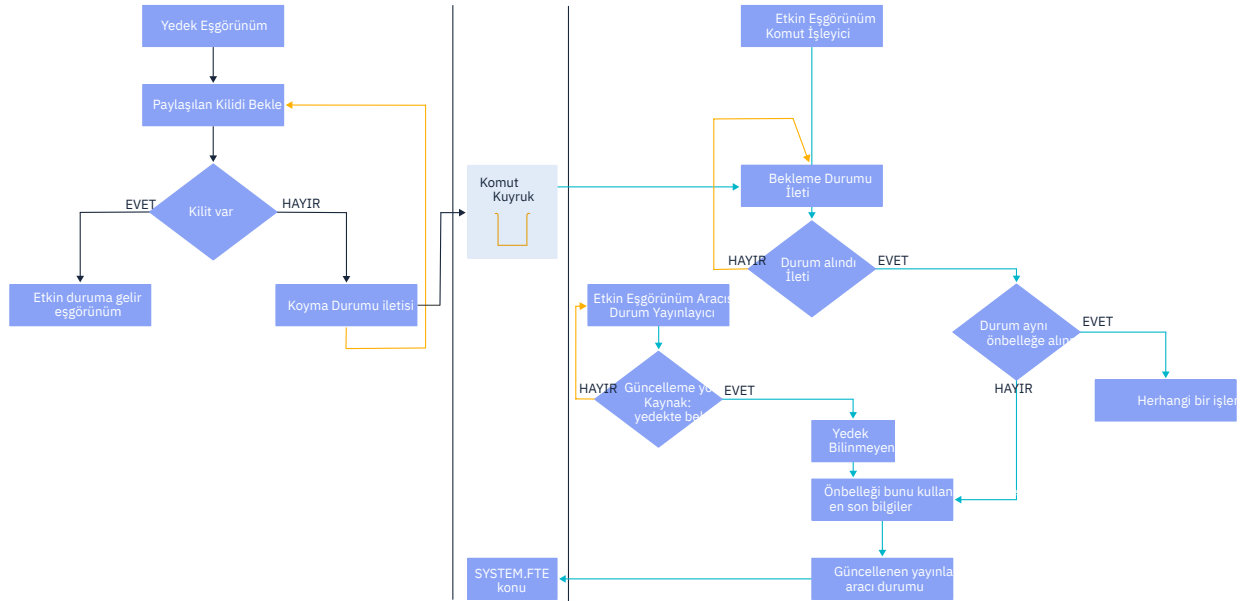 Yedek Eşgörünüm
Paylaşılan Kilidi Bekle
Kilit var
EVET
HAYIR
Etkin duruma gelir
eşgörünüm
Koyma Durumu iletisi
Komut
Kuyruk
Etkin Eşgörünüm
Komut İşleyici
Bekleme Durumu
İleti
Durum alındı
İleti
HAYIR
EVET
Durum aynı
önbelleğe alın
EVET
HAYIR
Herhangi bir işlem
Etkin Eşgörünüm Aracıs
Durum Yayınlayıcı
Güncelleme yo
Kaynak:
yedekte bek
HAYIR
EVET
Yedek
Bilinmeyen
Önbelleği bunu kullan
en son bilgiler
Güncellenen yayınla
aracı durumu
SYSTEM.FTE
konu